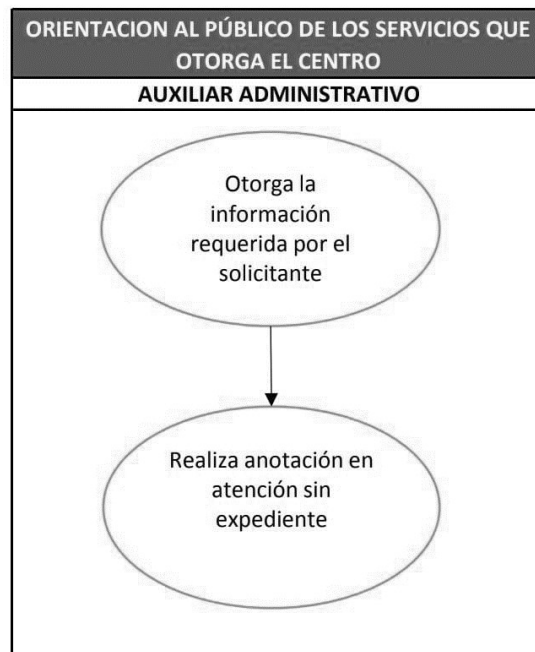 ORIENTACION AL PÚBLICO DE LOS SERVICIOS QUE
OTORGA EL CENTRO
AUXILIAR ADMINISTRATIVO
Otorga la
información
requerida por el
solicitante
Realiza anotación en
atención sin
expediente